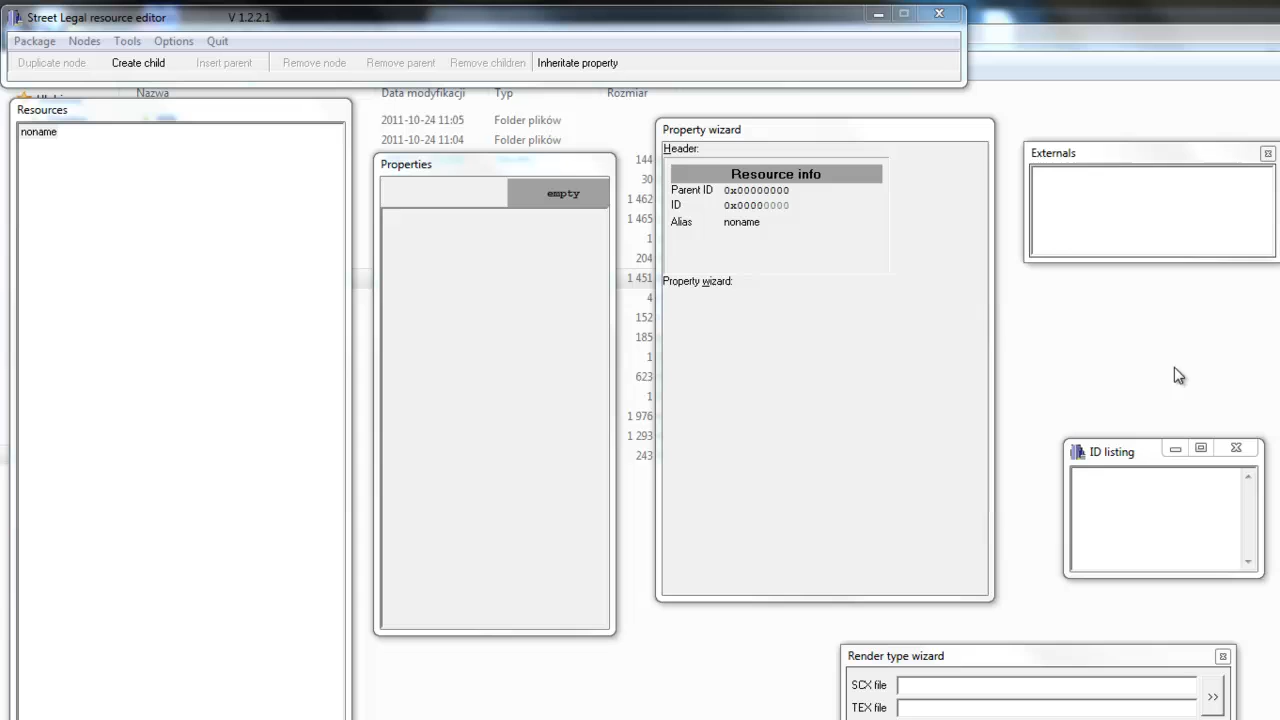 Street Legal resource editor V 1.2.2.1
Package Nodes Tools Options Quit
Duplicate node Create child Insert parent Remove node Remove parent Remove children Inheritate property
Nazwa Data modyfikacji Typ Rozmiar
Resources
noname
2011-10-24 11:05 Folder plików
2011-10-24 11:04 Folder plików
Properties
empty
144
30
1 462
1 465
1
204
1 451
4
152
185
1
623
1
1 976
1 293
243
Property wizard
Header:
Resource info
Parent ID 0x00000000
ID 0x00000000
Alias noname
Property wizard:
Externals
ID listing
Render type wizard
SCX file
>>
TEX file